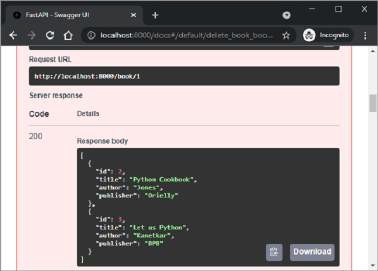 FastAPI - Swagger UI
localhost:8000/docs#/default/delete_book_boo...
Incognito
Request URL
http://localhost:8000/book/1
Server response
Code Details
200
Response body
[
{
"id": 2,
"title": "Python Cookbook",
"author": "Jones",
"publisher": "Orielly"
},
{
"id": 3,
"title": "Let us Python",
"author": "Kanetkar",
"publisher": "BPB"
}
]
Download